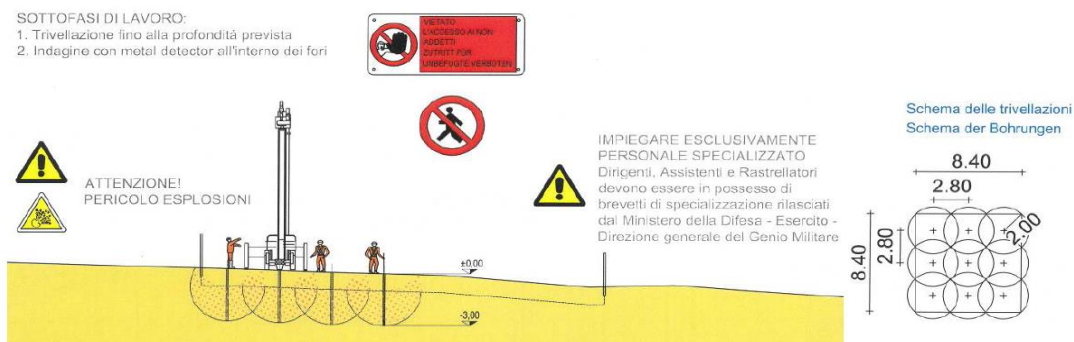 SOTTOFASI DI LAVORO:
1. Trivellazione fino alla profondità prevista
2. Indagine con metal detector all'interno dei fori
VIETATO
L'ACCESSO AI NON
ADDETTI
ZUTRITT FÜR
UNBEFUGTE VERBOTEN
ATTENZIONE!
PERICOLO ESPLOSIONI
IMPIEGARE ESCLUSIVAMENTE
PERSONALE SPECIALIZZATO
Dirigenti, Assistenti e Rastrellatori
devono essere in possesso di
brevetti di specializzazione rilasciati
dal Ministero della Difesa - Esercito -
Direzione generale del Genio Militare
±0,00
-3,00
Schema delle trivellazioni
Schema der Bohrungen
8.40
2.80
8.40
2.80
2.00